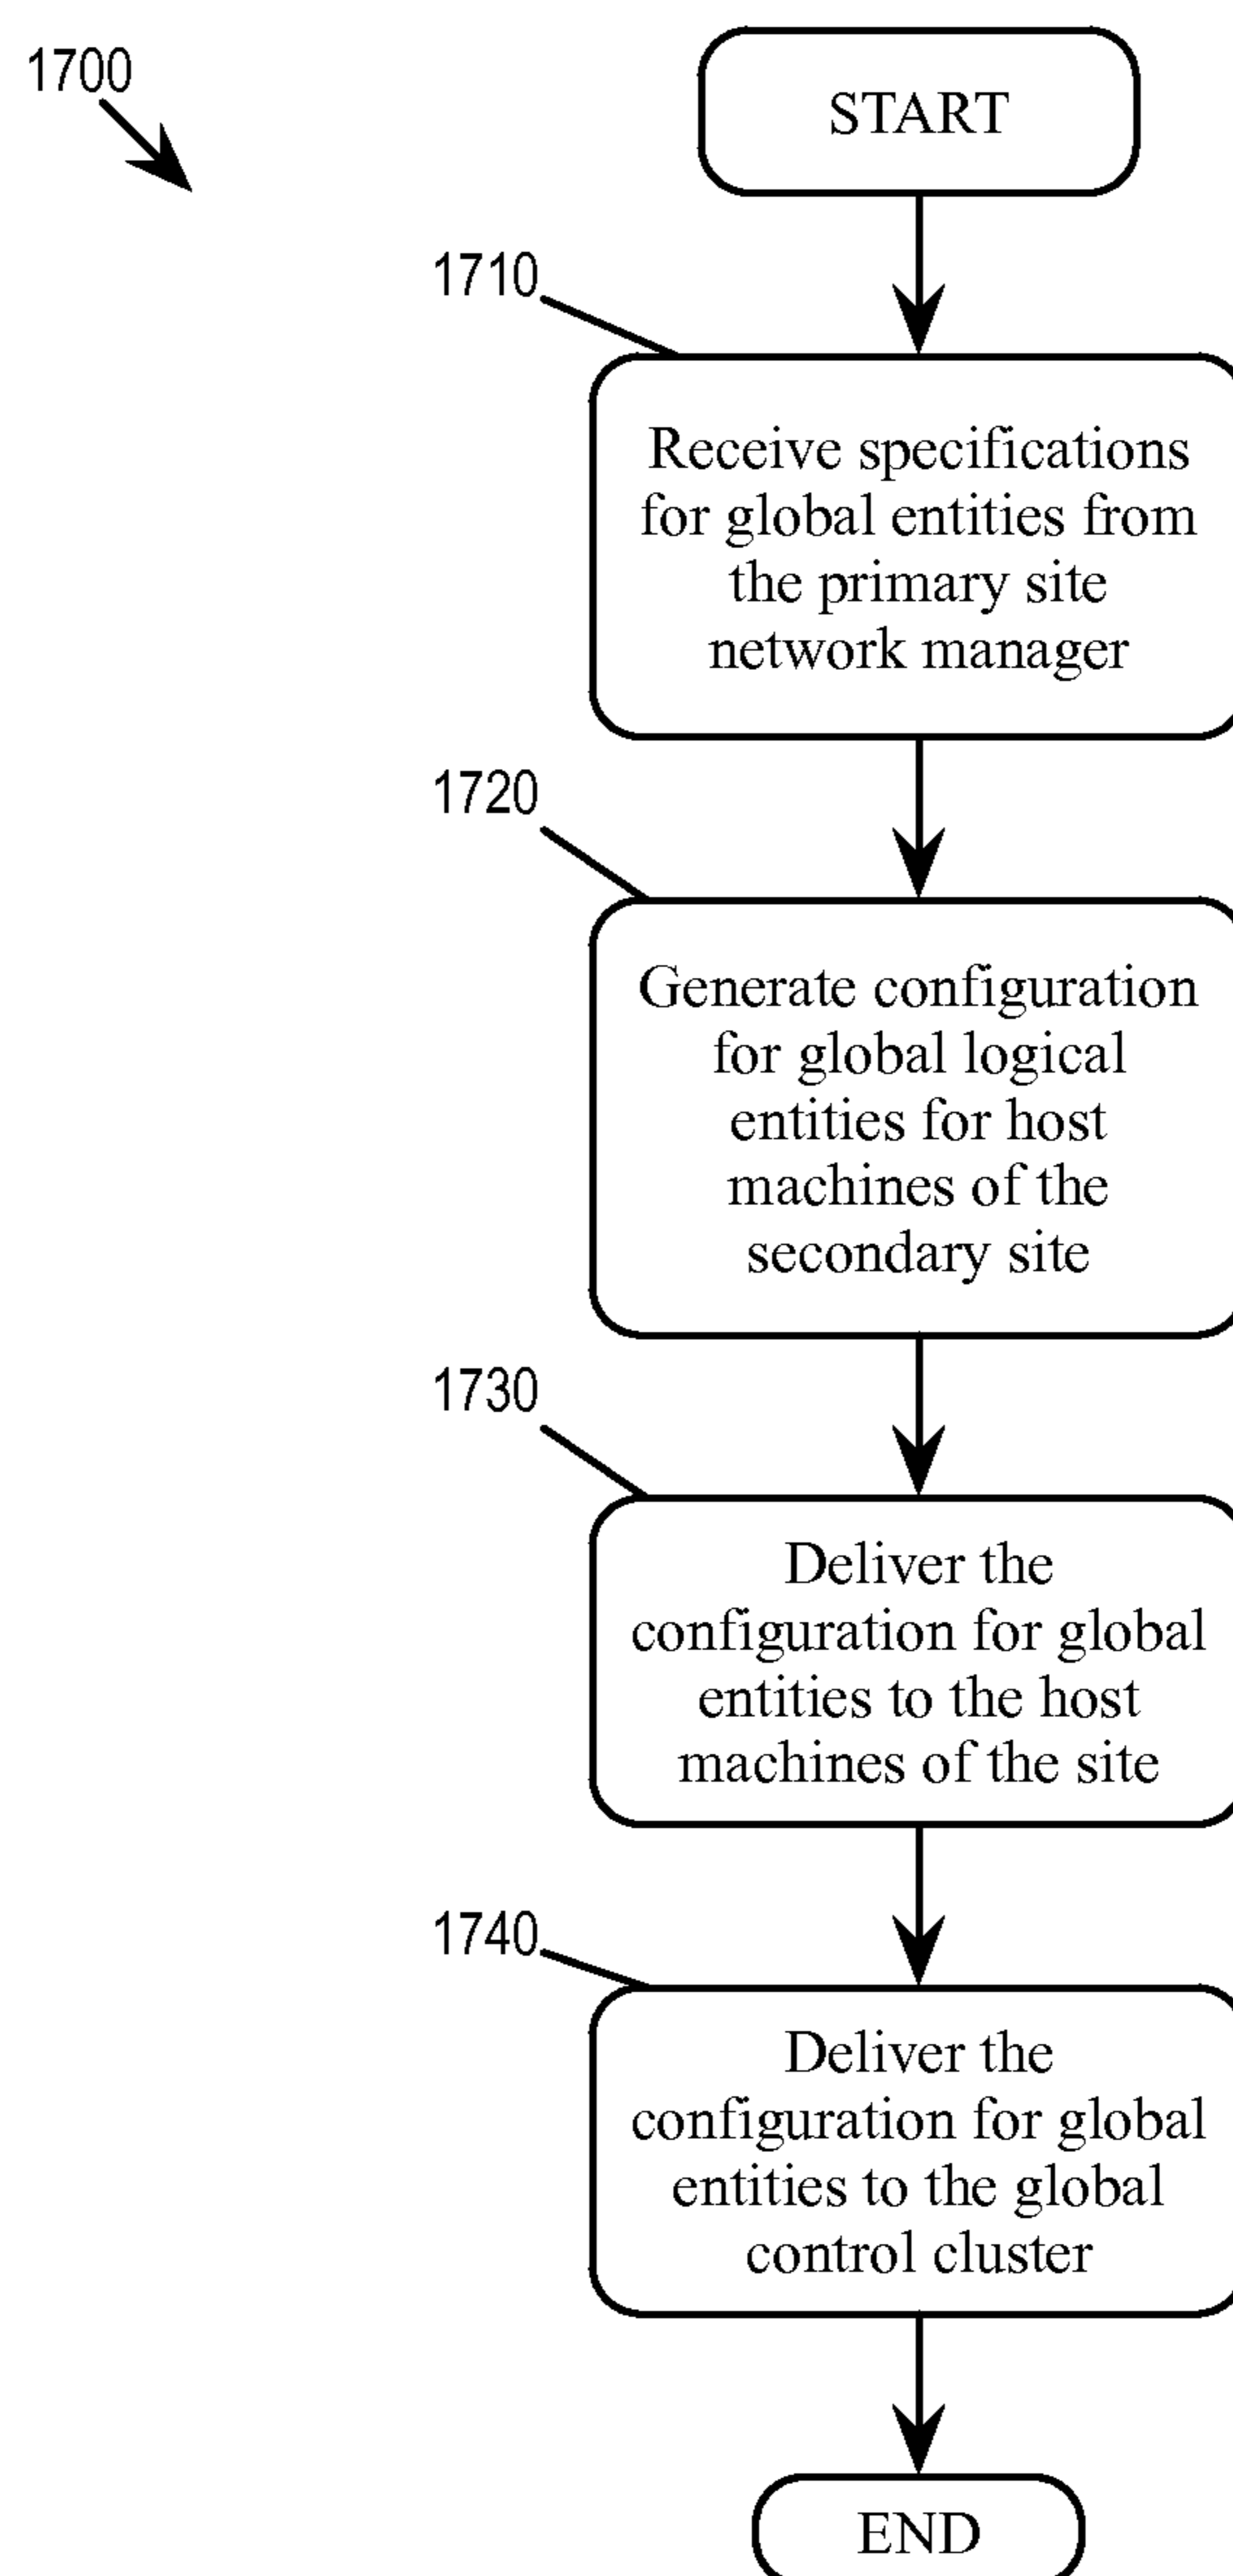 1700
START
1710
Receive specifications
for global entities from
the primary site
network manager
1720
Generate configuration
for global logical
entities for host
machines of the
secondary site
1730
Deliver the
configuration for global
entities to the host
machines of the site
1740
Deliver the
configuration for global
entities to the global
control cluster
END